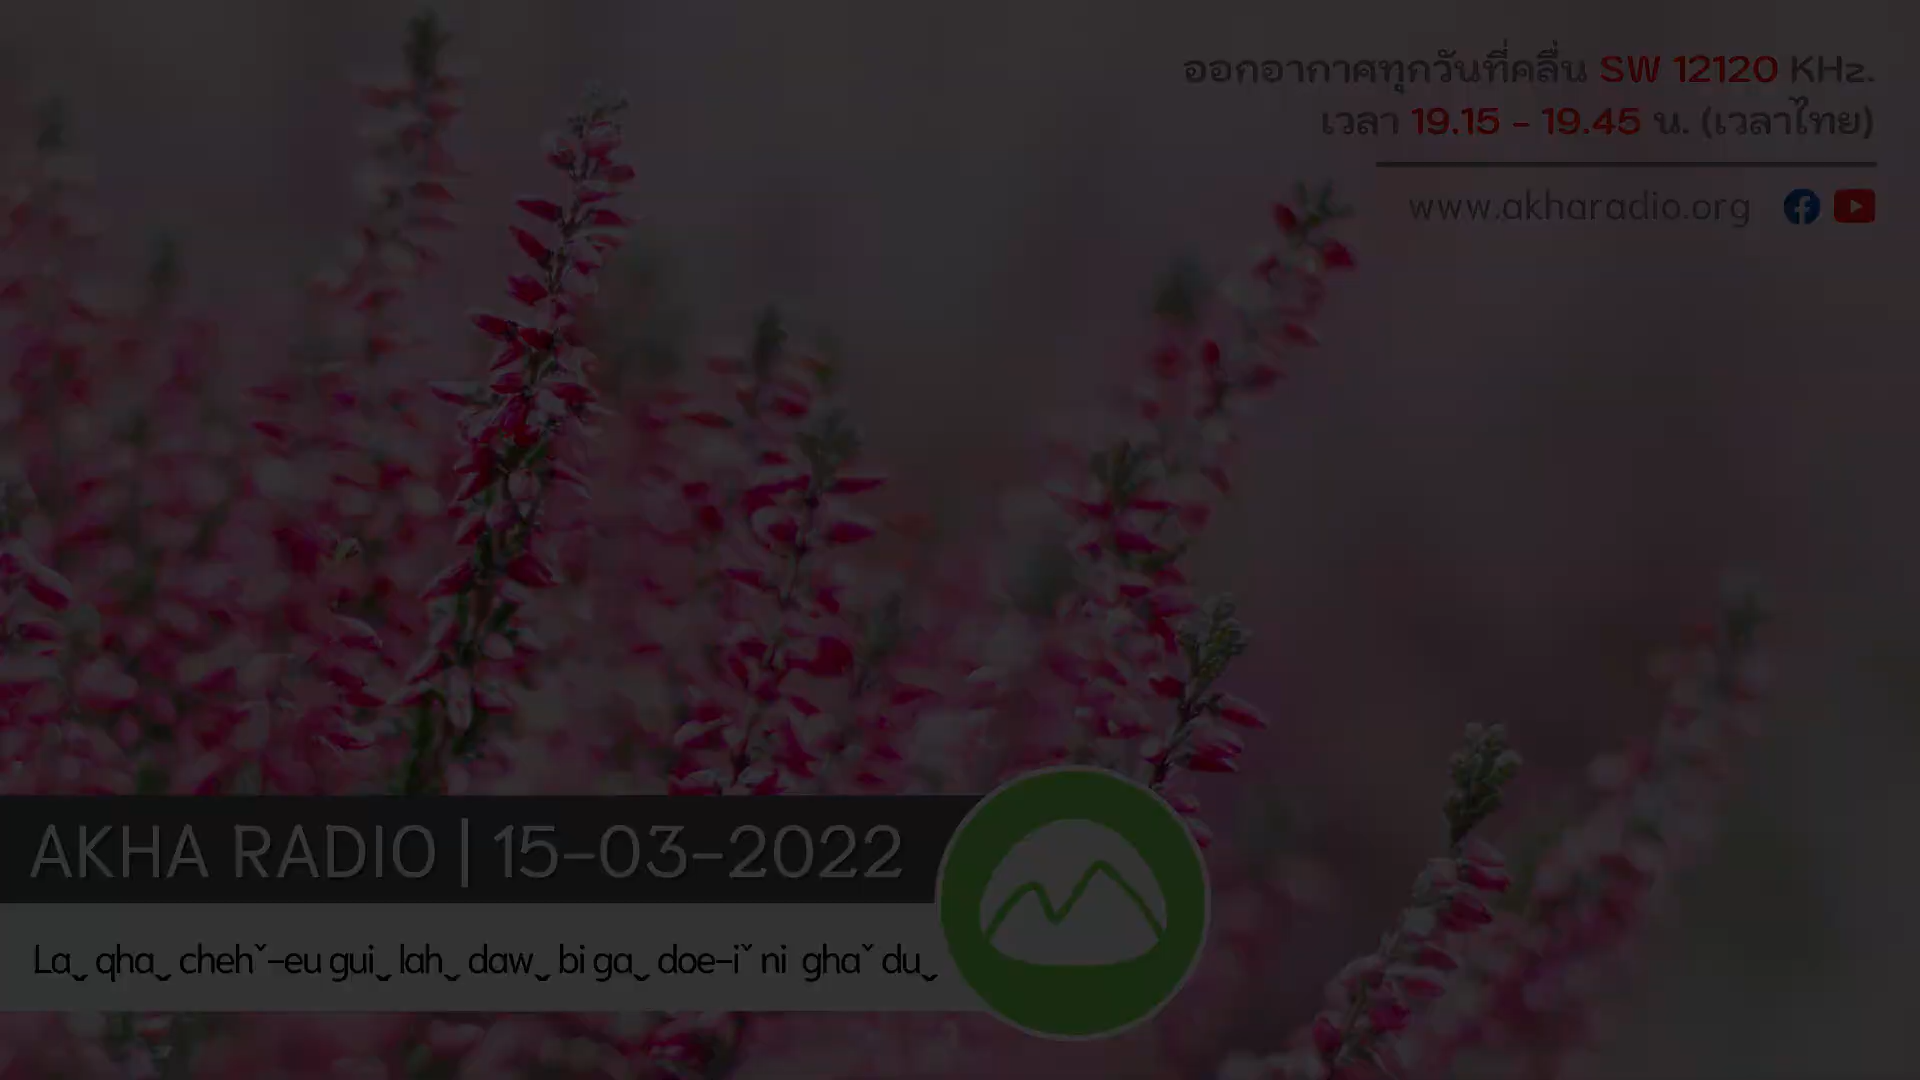 ออกอากาศทุกวันที่คลื่น SW 12120 KHz.
เวลา 19.15 - 19.45 น. (เวลาไทย)
www.akharadio.org
AKHA RADIO | 15-03-2022
La˯ qha˯ chehˇ-eu gui˯ lah˯ daw˯ bi ga˯ doe-iˇ ni ghaˇ du˯